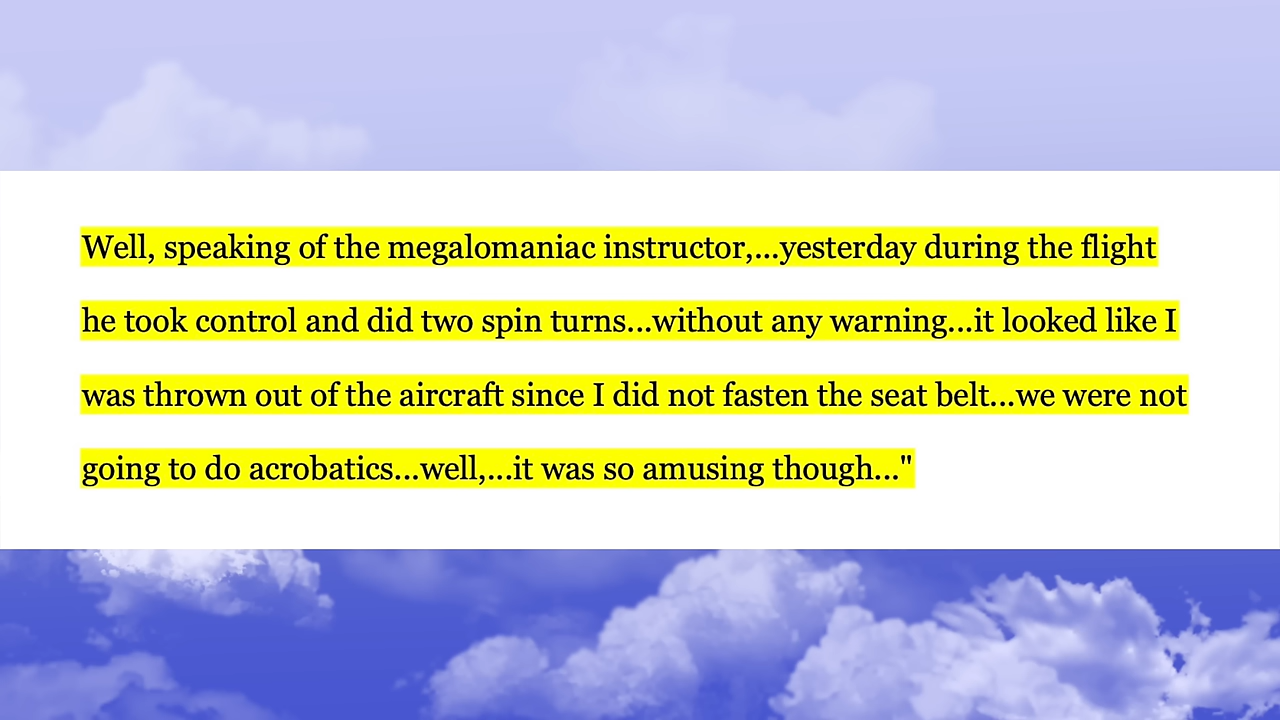 Well, speaking of the megalomaniac instructor,...yesterday during the flight
he took control and did two spin turns...without any warning...it looked like I
was thrown out of the aircraft since I did not fasten the seat belt...we were not
going to do acrobatics...well,...it was so amusing though..."